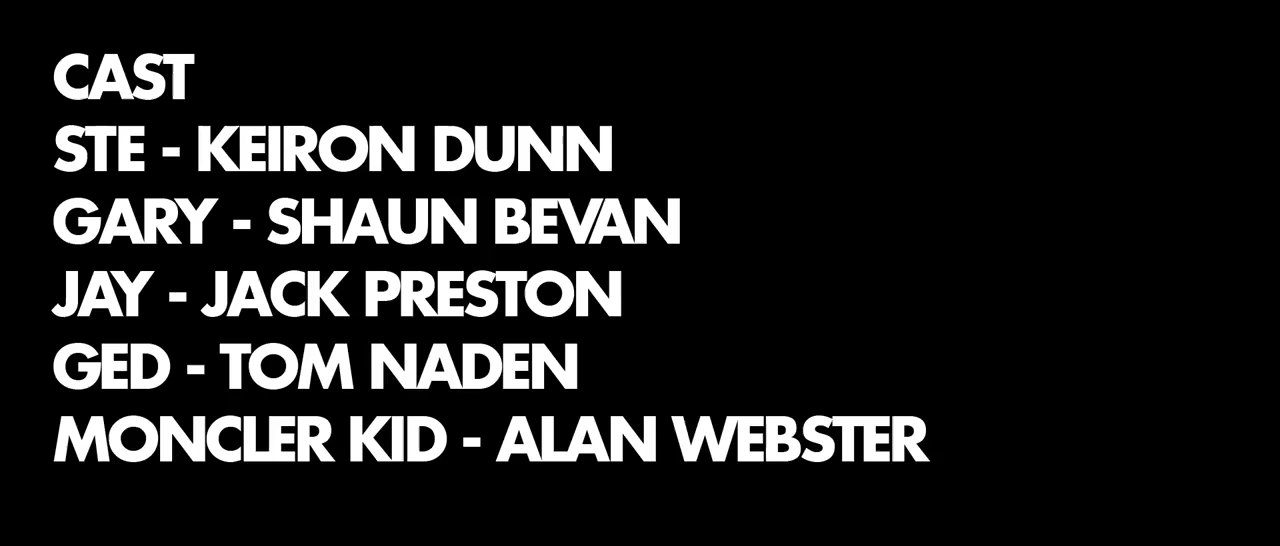 CAST
STE - KEIRON DUNN
GARY - SHAUN BEVAN
JAY - JACK PRESTON
GED - TOM NADEN
MONCLER KID - ALAN WEBSTER